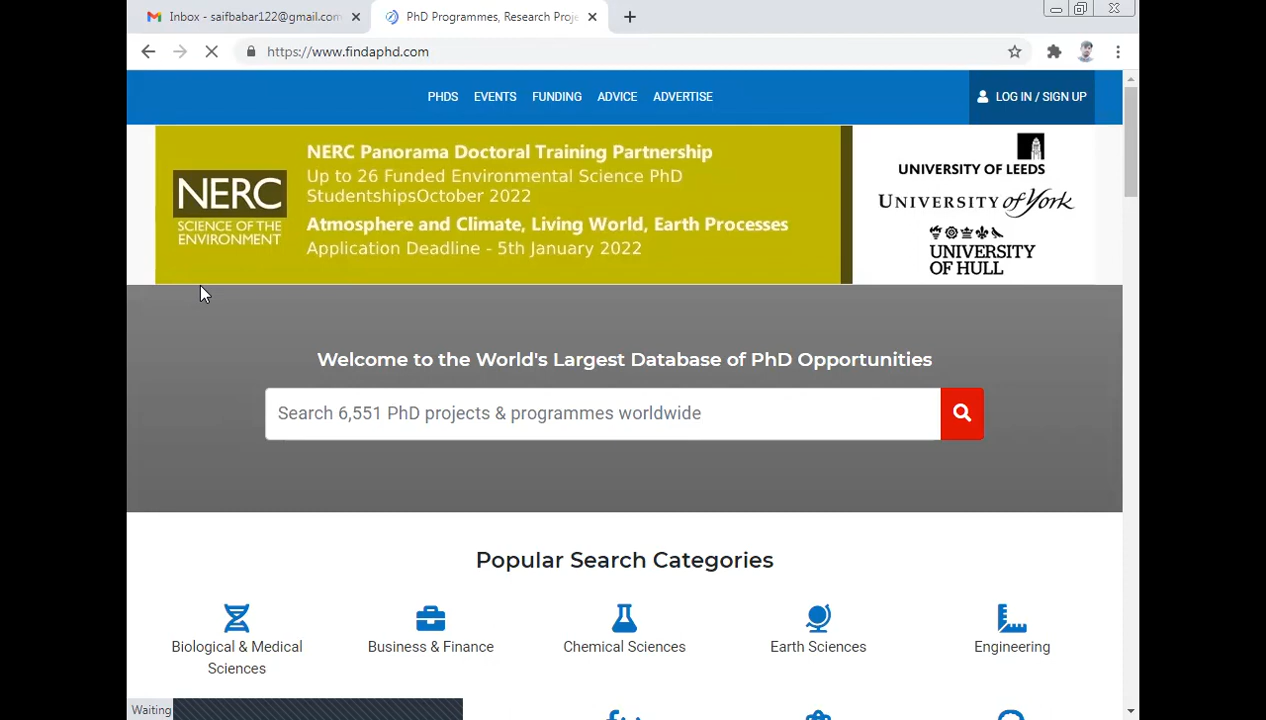 Inbox - saifbabar122@gmail.com
PhD Programmes, Research Proje
https://www.findaphd.com
PHDS EVENTS FUNDING ADVICE ADVERTISE LOG IN / SIGN UP
NERC
SCIENCE OF THE
ENVIRONMENT
NERC Panorama Doctoral Training Partnership
Up to 26 Funded Environmental Science PhD
StudentshipsOctober 2022
Atmosphere and Climate, Living World, Earth Processes
Application Deadline - 5th January 2022
UNIVERSITY OF LEEDS
UNIVERSITY of York
UNIVERSITY
OF HULL
Welcome to the World's Largest Database of PhD Opportunities
Search 6,551 PhD projects & programmes worldwide
Popular Search Categories
Biological & Medical
Sciences
Business & Finance
Chemical Sciences
Earth Sciences
Engineering
Waiting